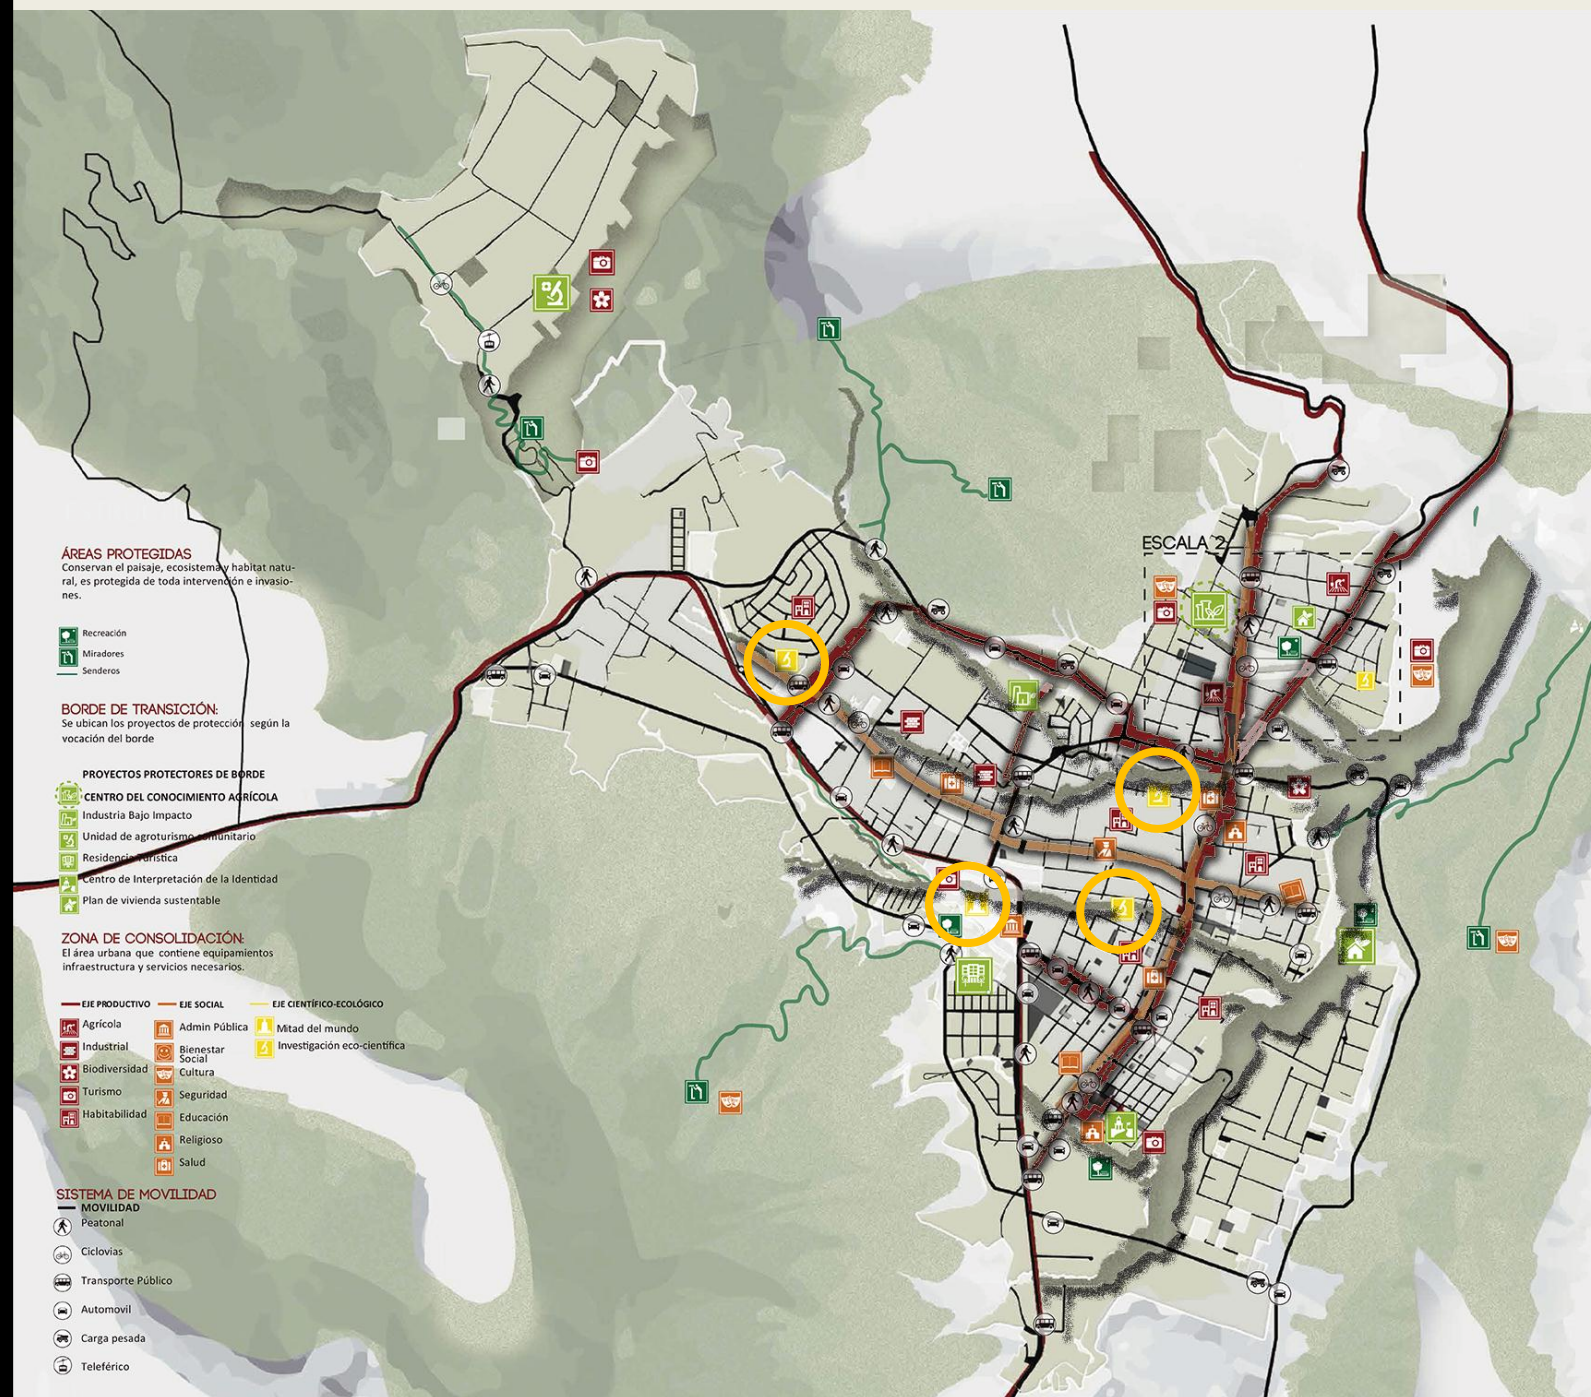 ESCALA 2
ÁREAS PROTEGIDAS
Conservan el paisaje, ecosistema y habitat natu-
ral, es protegida de toda intervención e invasio-
nes.
Recreación
Miradores
Senderos
BORDE DE TRANSICIÓN:
Se ubican los proyectos de protección según la
vocación del borde
PROYECTOS PROTECTORES DE BORDE
CENTRO DEL CONOCIMIENTO AGRÍCOLA
Industria Bajo Impacto
Unidad de agroturismo comunitario
Residencia Turística
Centro de Interpretación de la Identidad
Plan de vivienda sustentable
ZONA DE CONSOLIDACIÓN:
El área urbana que contiene equipamientos
infraestructura y servicios necesarios.
EJE PRODUCTIVO
Agrícola
Industrial
Biodiversidad
Turismo
Habitabilidad
EJE SOCIAL
Admin Pública
Bienestar
Social
Cultura
Seguridad
Educación
Religioso
Salud
EJE CIENTÍFICO-ECOLÓGICO
Mitad del mundo
Investigación eco-científica
SISTEMA DE MOVILIDAD
MOVILIDAD
Peatonal
Ciclovias
Transporte Público
Automovil
Carga pesada
Teleférico